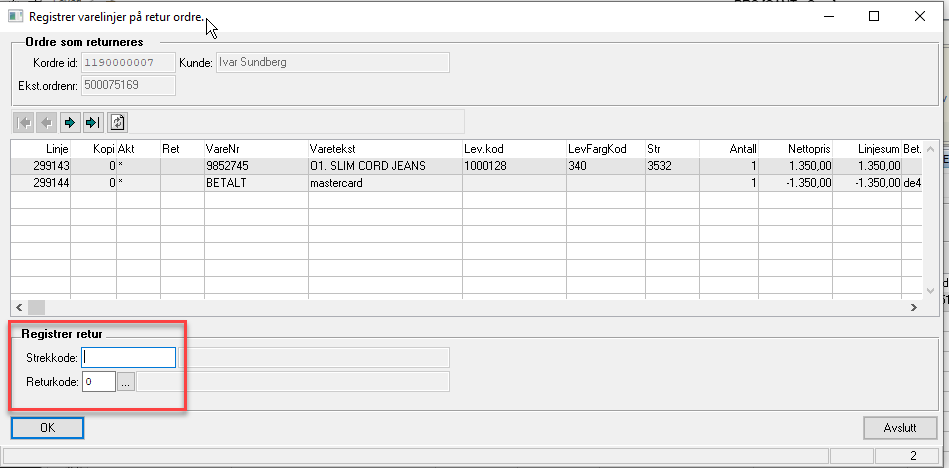 Registrer varelinjer på retur ordre.
Ordre som returneres
Kordre id: 1190000007 Kunde: Ivar Sundberg
Ekst.ordrenr: 500075169
Linje Kopi Akt Ret VareNr Varetekst Lev.kod LevFargKod Str Antall Nettopris Linjesum Bet.
299143 0 * 9852745 O1. SLIM CORD JEANS 1000128 340 3532 1 1.350,00 1.350,00
299144 0 * BETALT mastercard 1 -1.350,00 -1.350,00 de4
Registrer retur
Strekkode:
Returkode: 0 ...
OK Avslutt
2